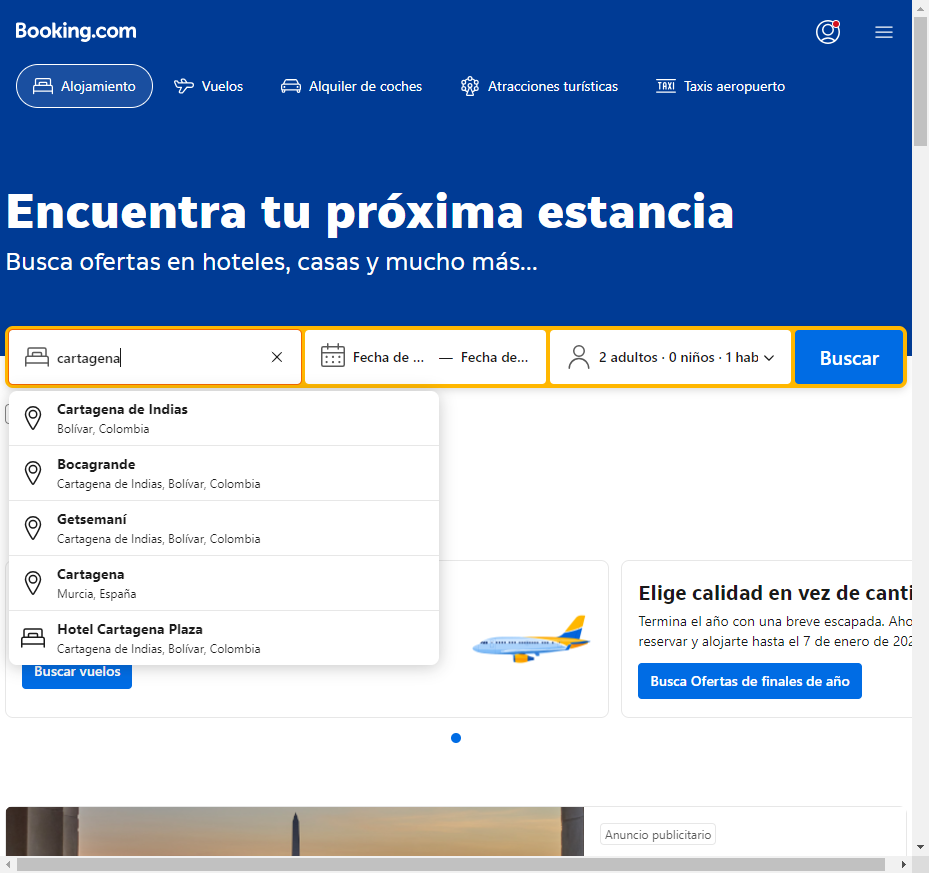 Booking.com
Alojamiento
Vuelos
Alquiler de coches
Atracciones turísticas
TAXI
Taxis aeropuerto
Encuentra tu próxima estancia
Busca ofertas en hoteles, casas y mucho más...
cartagena
Fecha de ... — Fecha de...
2 adultos · 0 niños · 1 hab
Buscar
Cartagena de Indias
Bolívar, Colombia
Bocagrande
Cartagena de Indias, Bolívar, Colombia
Getsemaní
Cartagena de Indias, Bolívar, Colombia
Cartagena
Murcia, España
Hotel Cartagena Plaza
Cartagena de Indias, Bolívar, Colombia
Buscar vuelos
Elige calidad en vez de canti
Termina el año con una breve escapada. Aho
reservar y alojarte hasta el 7 de enero de 202
Busca Ofertas de finales de año
Anuncio publicitario